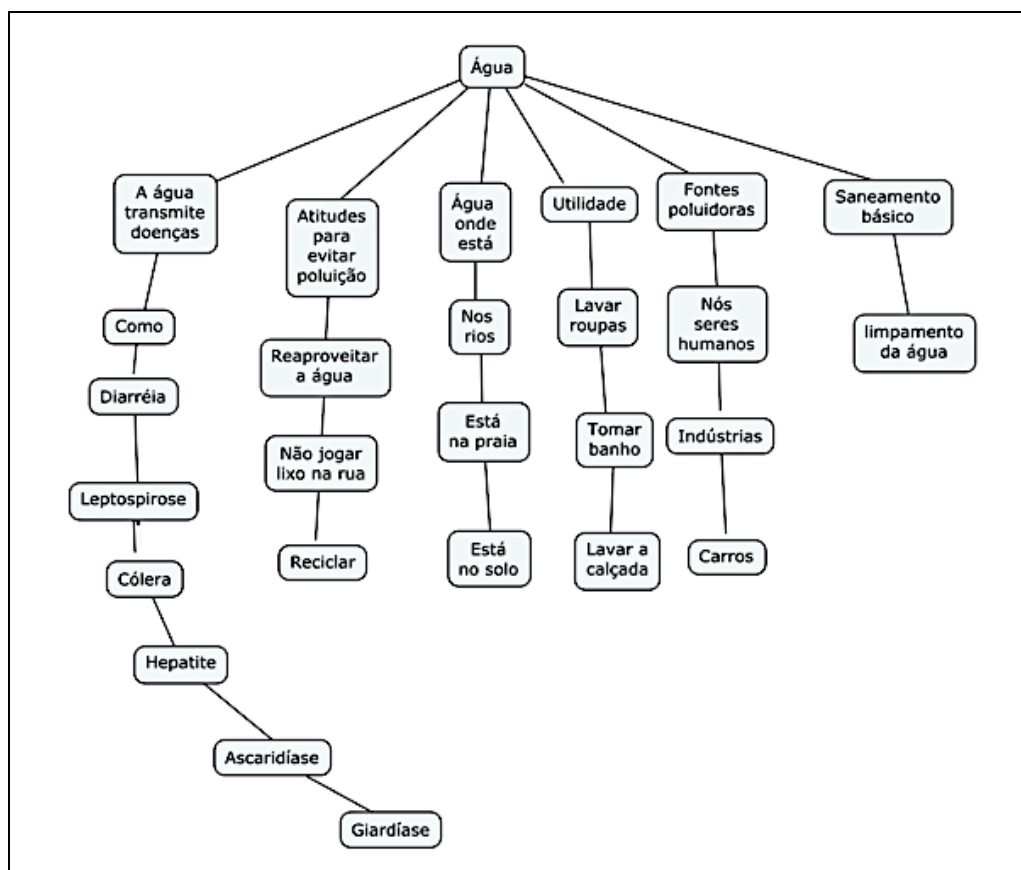 Água
A água
transmite
doenças
Como
Diarréia
Leptospirose
Cólera
Hepatite
Ascaridíase
Giardíase
Atitudes
para
evitar
poluição
Reaproveitar
a água
Não jogar
lixo na rua
Reciclar
Água
onde
está
Nos
rios
Está
na praia
Está
no solo
Utilidade
Lavar
roupas
Tomar
banho
Lavar a
calçada
Fontes
poluidoras
Nós
seres
humanos
Indústrias
Carros
Saneamento
básico
limpamento
da água